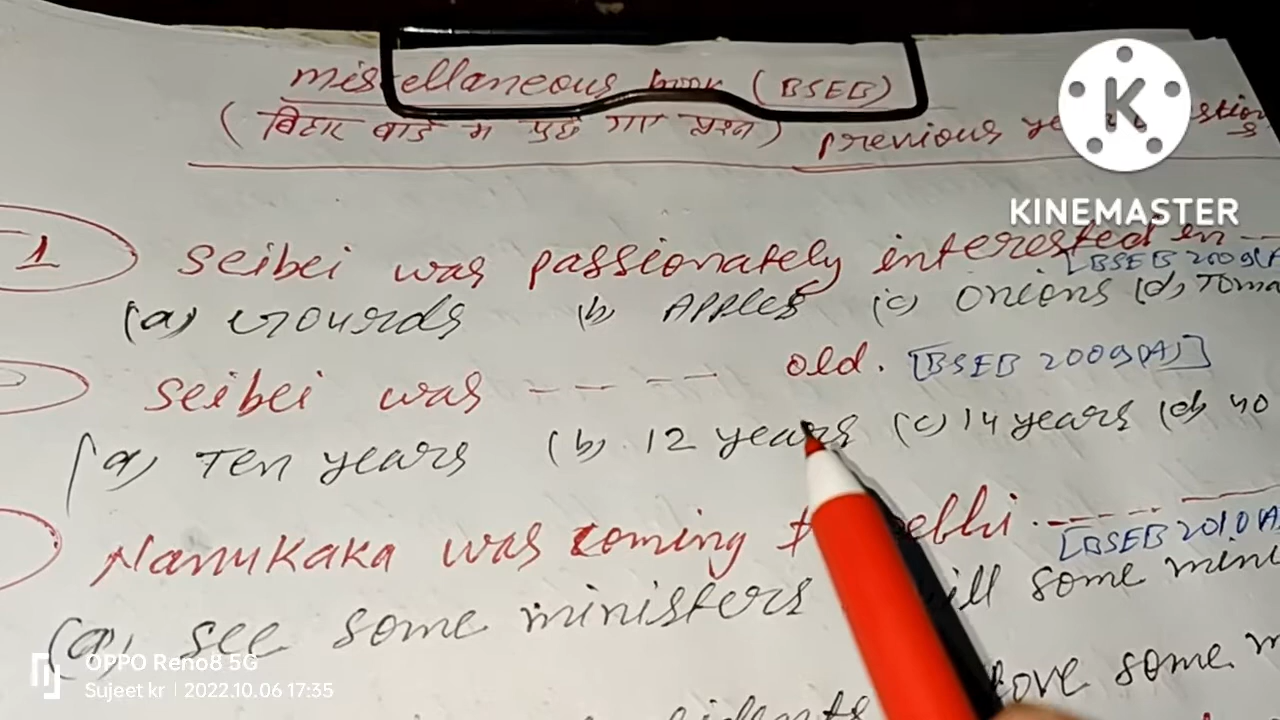 miscellaneous book (BSEB)
(बिहार बोर्ड में पुछे गए प्रश्न) previous
KINEMASTER
1 Seibei was passionately interested in ---
[BSEB 2009(A
(a) Gourds (b) Apples (c) Onions (d) Toma
Seibei was ---- old. [BSEB 2009(A)]
(a) Ten years (b) 12 years (c) 14 years (d) 40
Nanukaka was coming Delhi ----
[BSEB 2010(A
(a) see some ministers some
some
OPPO Reno8 5G
Sujeet kr | 2022.10.06 17:35